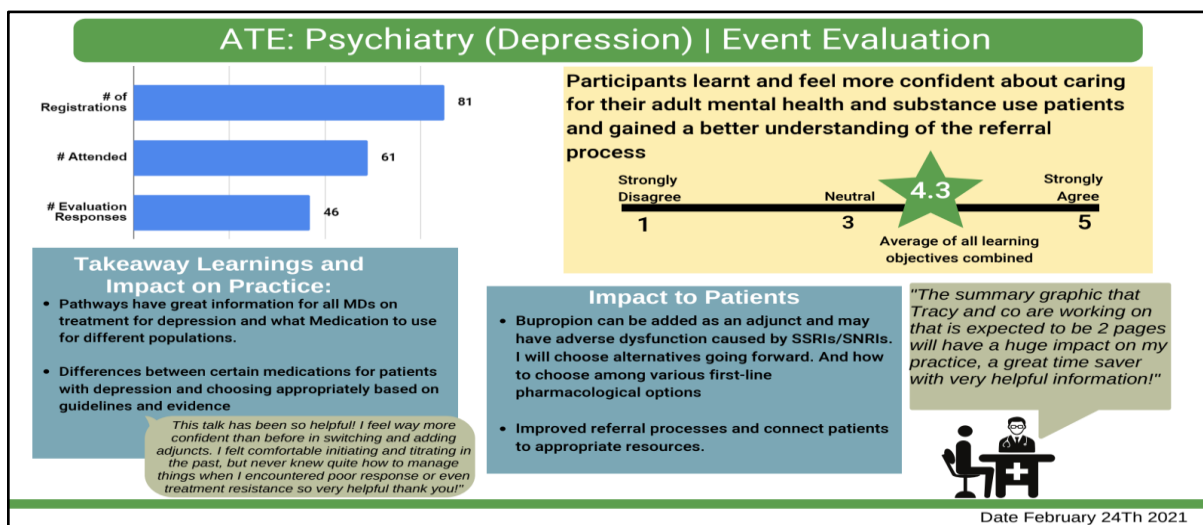 ATE: Psychiatry (Depression) | Event Evaluation
# of
Registrations
81
# Attended
61
# Evaluation
Responses
46
Participants learnt and feel more confident about caring
for their adult mental health and substance use patients
and gained a better understanding of the referral
process
Strongly
Disagree
Neutral
4.3
Strongly
Agree
1
3
5
Average of all learning
objectives combined
Takeaway Learnings and
Impact on Practice:
• Pathways have great information for all MDs on
treatment for depression and what Medication to use
for different populations.
• Differences between certain medications for patients
with depression and choosing appropriately based on
guidelines and evidence
This talk has been so helpful! I feel way more
confident than before in switching and adding
adjuncts. I felt comfortable initiating and titrating in
the past, but never knew quite how to manage
things when I encountered poor response or even
treatment resistance so very helpful thank you!"
Impact to Patients
• Bupropion can be added as an adjunct and may
have adverse dysfunction caused by SSRIs/SNRIs.
I will choose alternatives going forward. And how
to choose among various first-line
pharmacological options
• Improved referral processes and connect patients
to appropriate resources.
"The summary graphic that
Tracy and co are working on
that is expected to be 2 pages
will have a huge impact on my
practice, a great time saver
with very helpful information!"
Date February 24Th 2021